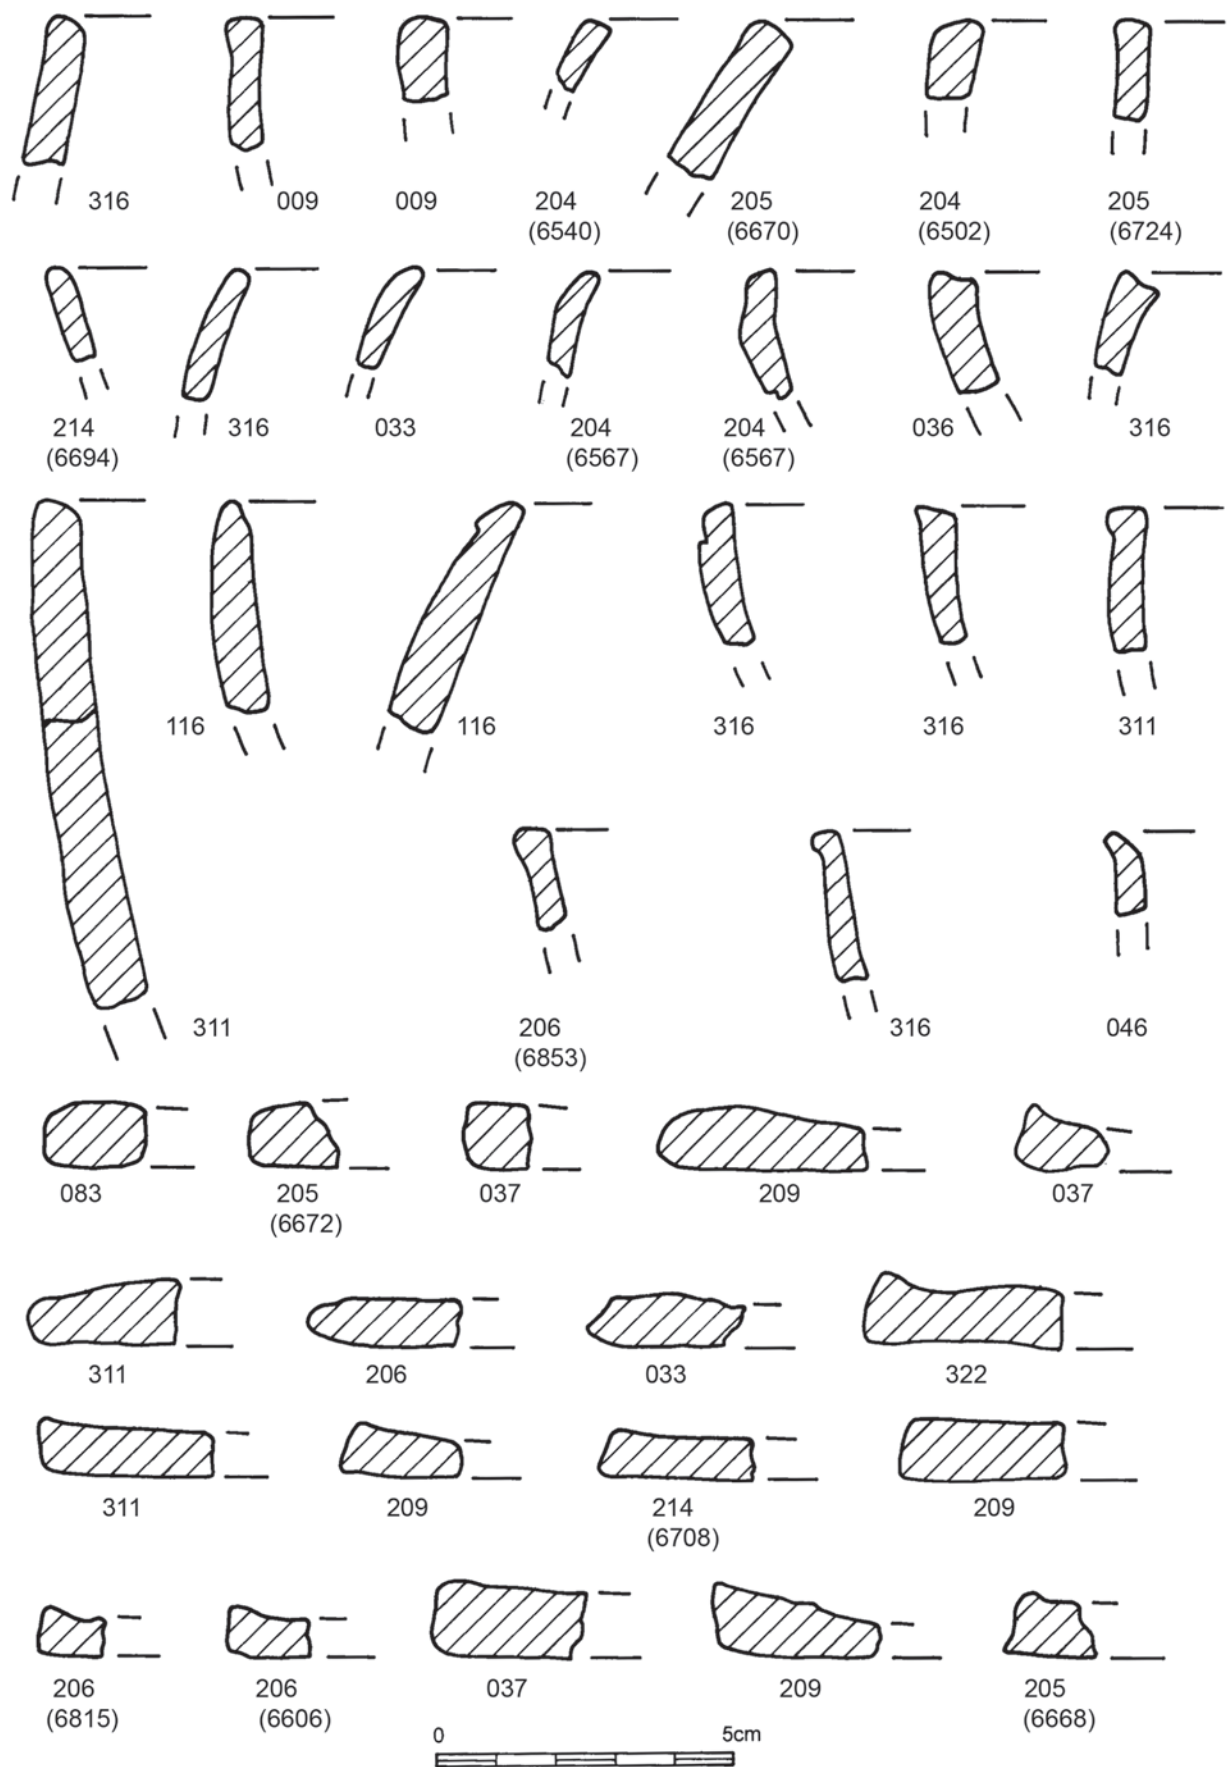 316 009 009 204 205 204 205
(6540) (6670) (6502) (6724)
214 316 033 204 204 036 316
(6694) (6567) (6567)
116 116 316 316 311
311 206 316 046
(6853)
083 205 037 209 037
(6672)
311 206 033 322
311 209 214 209
(6708)
206 206 037 209 205
(6815) (6606) (6668)
0 5cm